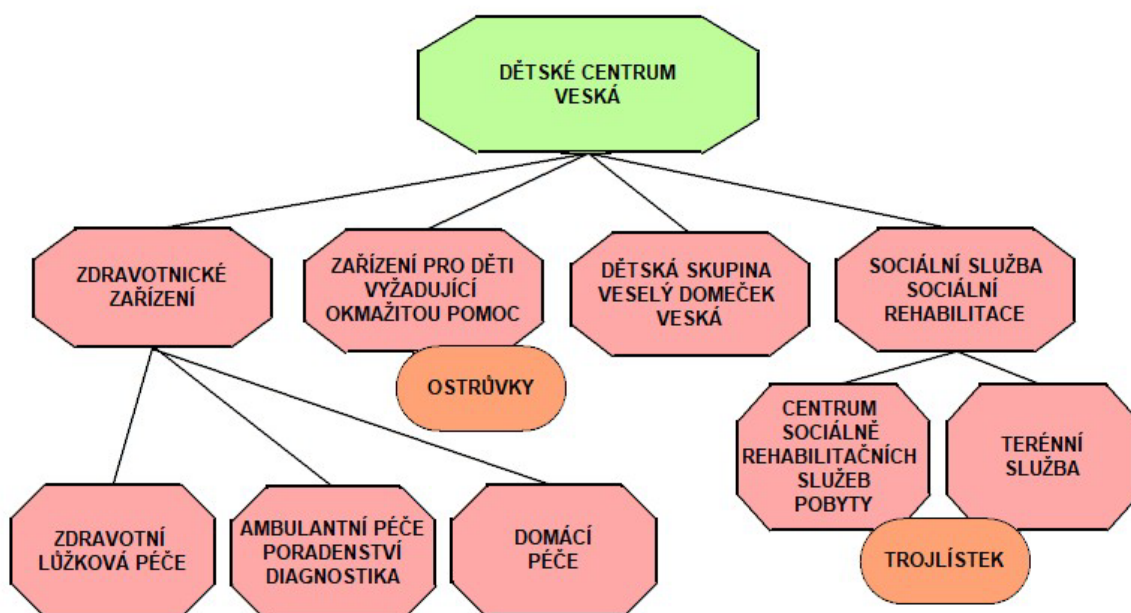 DĚTSKÉ CENTRUM
VESKÁ
ZDRAVOTNICKÉ
ZAŘÍZENÍ
ZAŘÍZENÍ PRO DĚTI
VYŽADUJÍCÍ
OKMAŽITOU POMOC
DĚTSKÁ SKUPINA
VESELÝ DOMEČEK
VESKÁ
SOCIÁLNÍ SLUŽBA
SOCIÁLNÍ
REHABILITACE
OSTRŮVKY
CENTRUM
SOCIÁLNĚ
REHABILITAČNÍCH
SLUŽEB
POBYTY
TERÉNNÍ
SLUŽBA
TROJLÍSTEK
ZDRAVOTNÍ
LŮŽKOVÁ PÉČE
AMBULANTNÍ PÉČE
PORADENSTVÍ
DIAGNOSTIKA
DOMÁCÍ
PÉČE